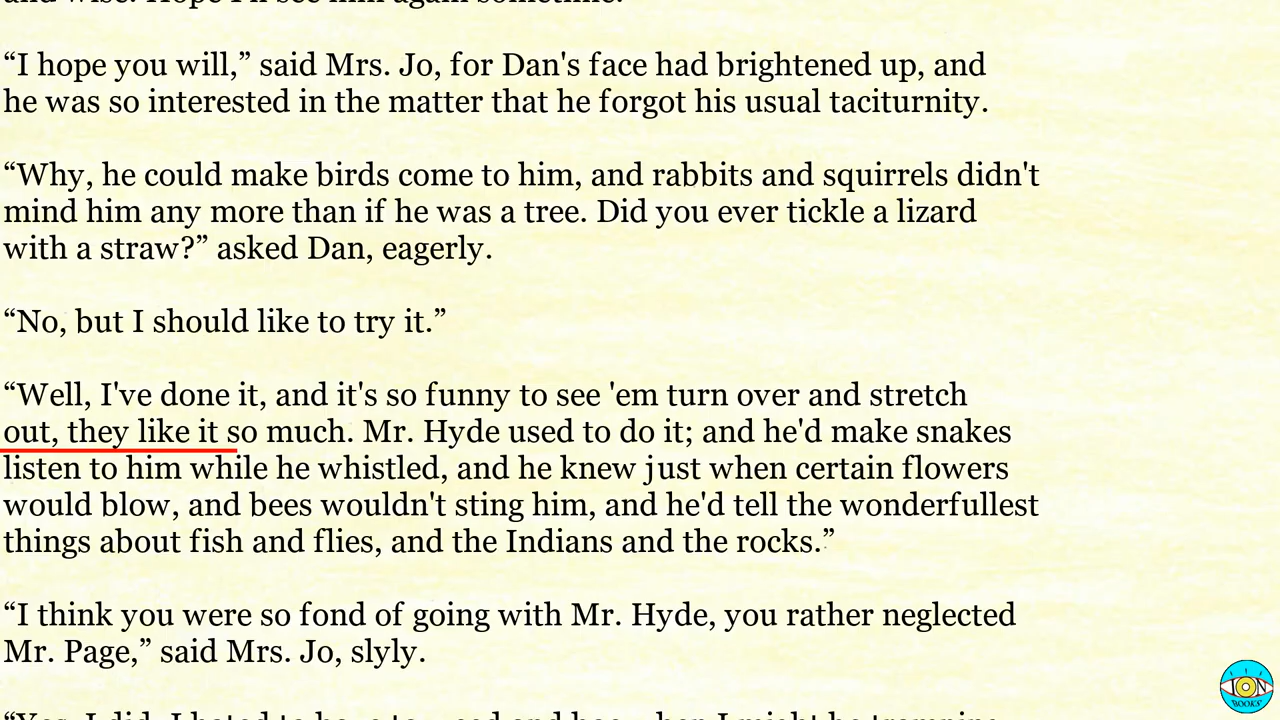 “I hope you will,” said Mrs. Jo, for Dan's face had brightened up, and
he was so interested in the matter that he forgot his usual taciturnity.
“Why, he could make birds come to him, and rabbits and squirrels didn't
mind him any more than if he was a tree. Did you ever tickle a lizard
with a straw?” asked Dan, eagerly.
“No, but I should like to try it.”
“Well, I've done it, and it's so funny to see 'em turn over and stretch
out, they like it so much. Mr. Hyde used to do it; and he'd make snakes
listen to him while he whistled, and he knew just when certain flowers
would blow, and bees wouldn't sting him, and he'd tell the wonderfullest
things about fish and flies, and the Indians and the rocks.”
“I think you were so fond of going with Mr. Hyde, you rather neglected
Mr. Page,” said Mrs. Jo, slyly.
ION
BOOKS